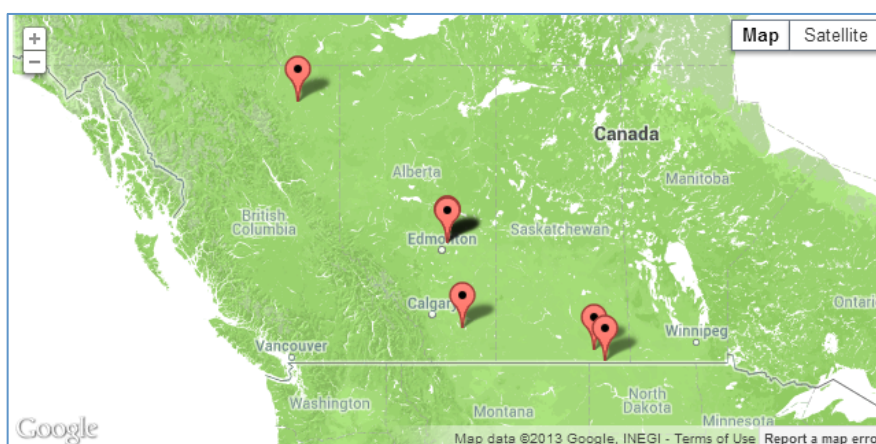 +
Map Satellite
−
Canada
Alberta
Manitoba
British
Columbia
Saskatchewan
Edmonton
Calgary
Ontari
Winnipeg
Vancouver
Washington
Montana
North
Dakota
Minnesota
Google
Map data ©2013 Google, INEGI - Terms of Use Report a map erro